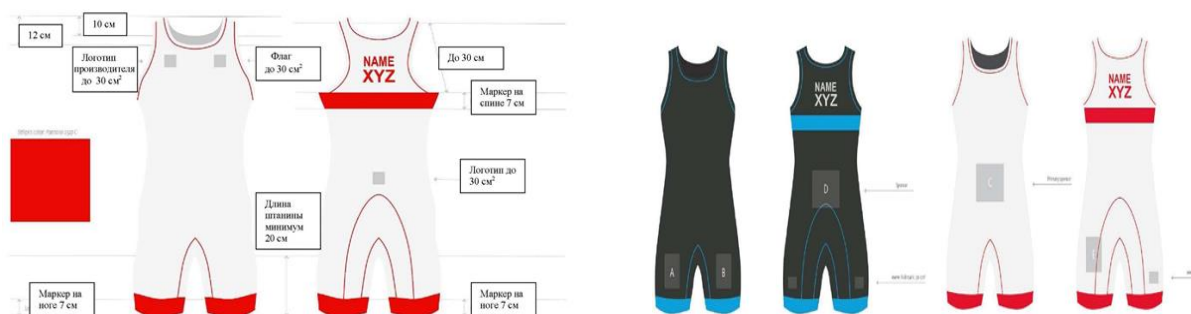 10 см
12 см
Логотип
производителя
до 30 см²
Флаг
до 30 см²
NAME
XYZ
До 30 см
Маркер на
спине 7 см
Логотип до
30 см²
Длина
штанины
минимум
20 см
Маркер на
ноге 7 см
Маркер на
ноге 7 см
NAME
XYZ
D
A
B
NAME
XYZ
C